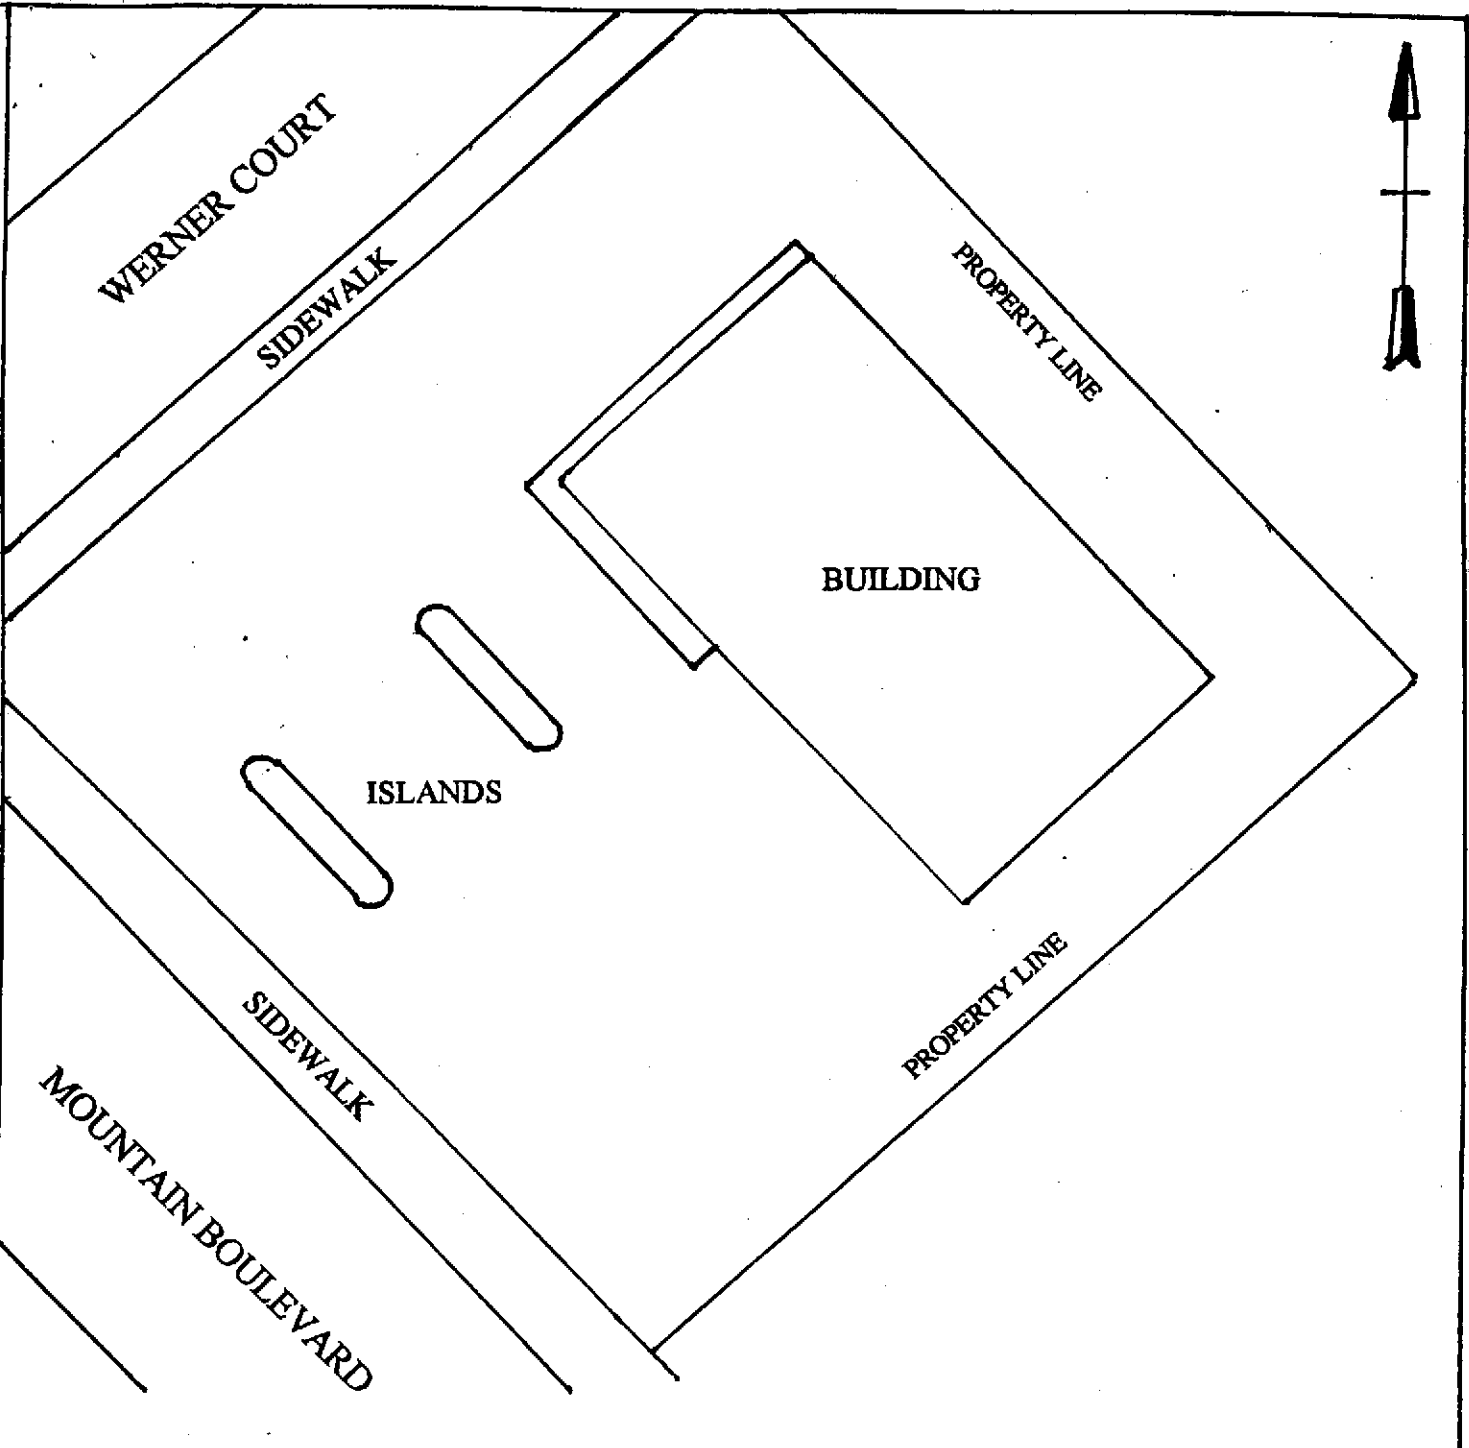 WERNER COURT
SIDEWALK
PROPERTY LINE
BUILDING
ISLANDS
PROPERTY LINE
SIDEWALK
MOUNTAIN BOULEVARD